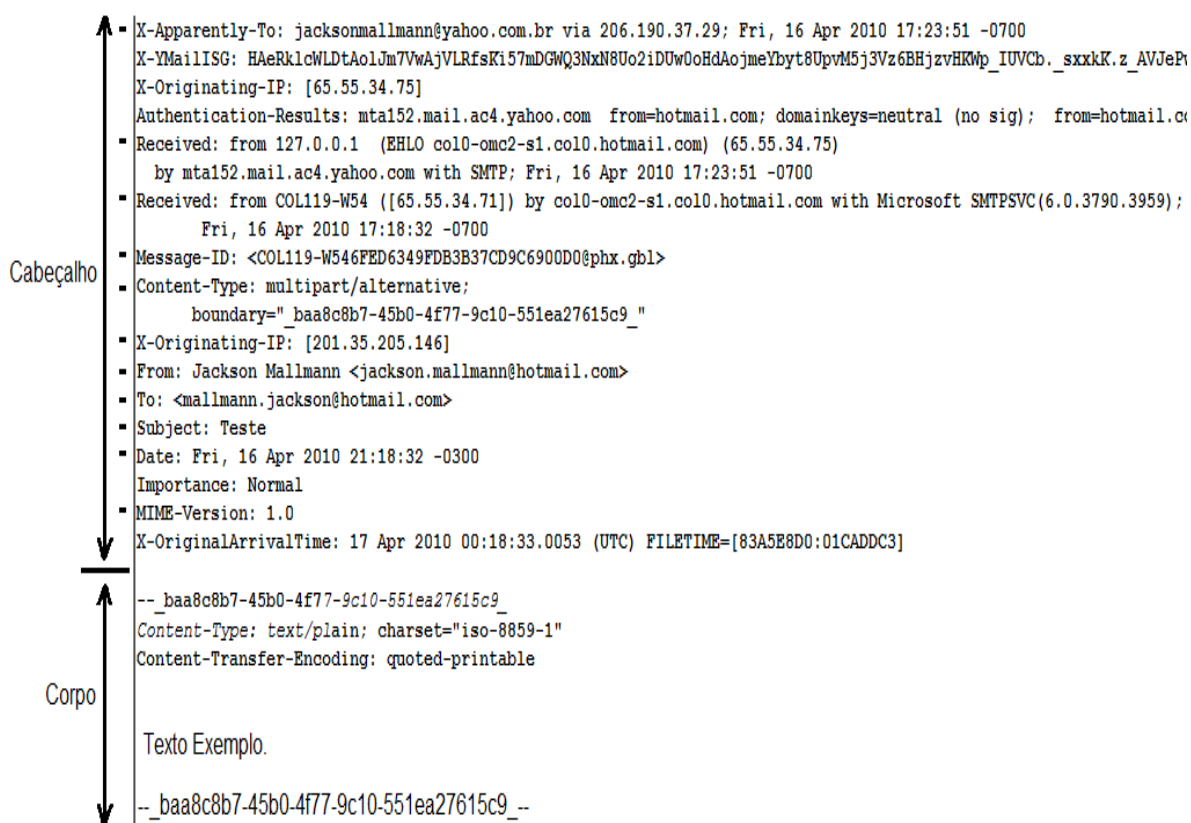 X-Apparently-To: jacksonmallmann@yahoo.com.br via 206.190.37.29; Fri, 16 Apr 2010 17:23:51 -0700
X-YMailISG: HAeRklcWLDtAolJm7VwAjVLRfsKi57mDGWQ3NxN8Uo2iDUw0oHdAojmeYbyt8UpvM5j3Vz6BHjzvHKWp_IUVCb._sxxkK.z_AVJePv
X-Originating-IP: [65.55.34.75]
Authentication-Results: mta152.mail.ac4.yahoo.com from=hotmail.com; domainkeys=neutral (no sig); from=hotmail.co
Received: from 127.0.0.1 (EHLO col0-omc2-s1.col0.hotmail.com) (65.55.34.75)
by mta152.mail.ac4.yahoo.com with SMTP; Fri, 16 Apr 2010 17:23:51 -0700
Received: from COL119-W54 ([65.55.34.71]) by col0-omc2-s1.col0.hotmail.com with Microsoft SMTPSVC(6.0.3790.3959);
Fri, 16 Apr 2010 17:18:32 -0700
Message-ID: <COL119-W546FED6349FDB3B37CD9C6900D0@phx.gbl>
Cabeçalho
Content-Type: multipart/alternative;
boundary="_baa8c8b7-45b0-4f77-9c10-551ea27615c9_"
X-Originating-IP: [201.35.205.146]
From: Jackson Mallmann <jackson.mallmann@hotmail.com>
To: <mallmann.jackson@hotmail.com>
Subject: Teste
Date: Fri, 16 Apr 2010 21:18:32 -0300
Importance: Normal
MIME-Version: 1.0
X-OriginalArrivalTime: 17 Apr 2010 00:18:33.0053 (UTC) FILETIME=[83A5E8D0:01CADDC3]
--_baa8c8b7-45b0-4f77-9c10-551ea27615c9_
Content-Type: text/plain; charset="iso-8859-1"
Content-Transfer-Encoding: quoted-printable
Corpo
Texto Exemplo.
--_baa8c8b7-45b0-4f77-9c10-551ea27615c9_--